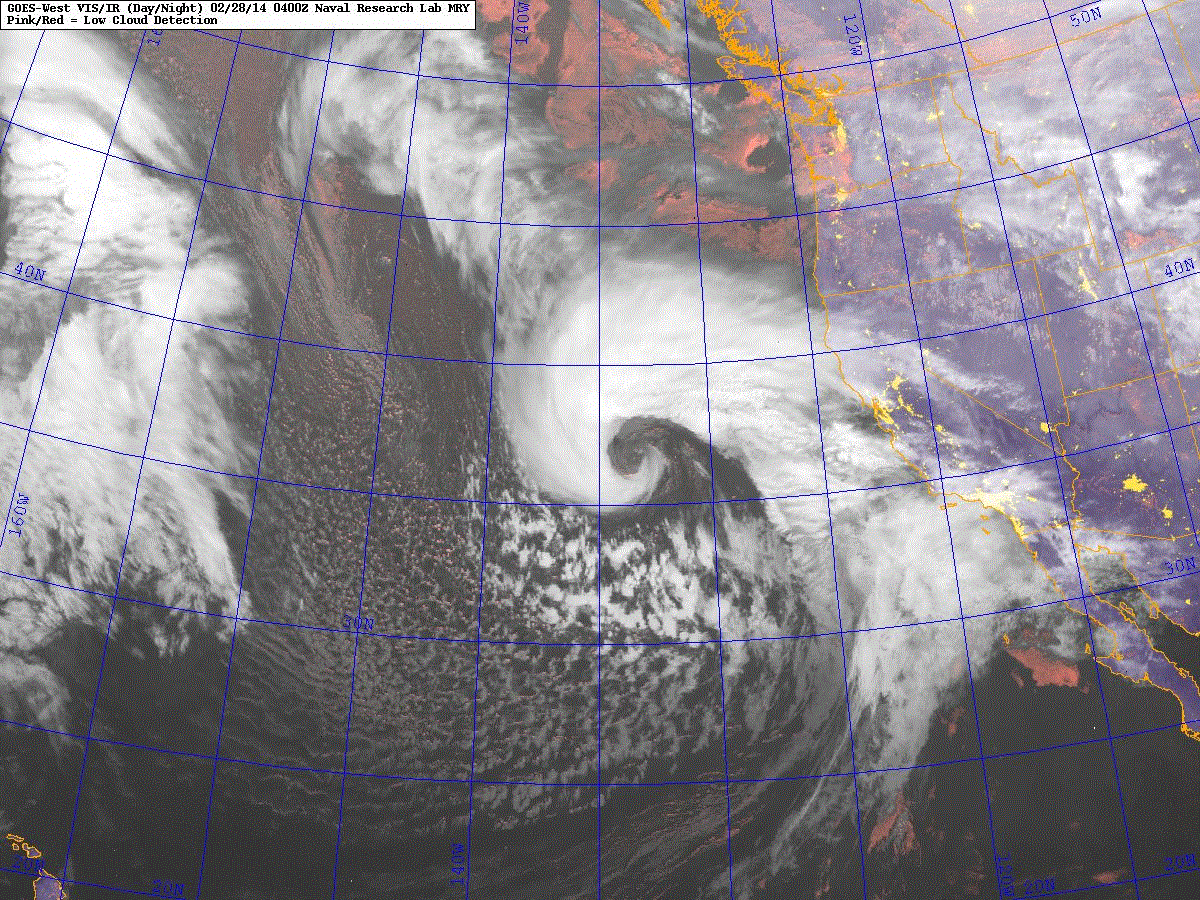 GOES-West VIS/IR (Day/Night) 02/28/14 0400Z Naval Research Lab MRY
Pink/Red = Low Cloud Detection
140W
120W
50N
40N
40N
160W
30N
30N
140W
20N
120W
20N
20N